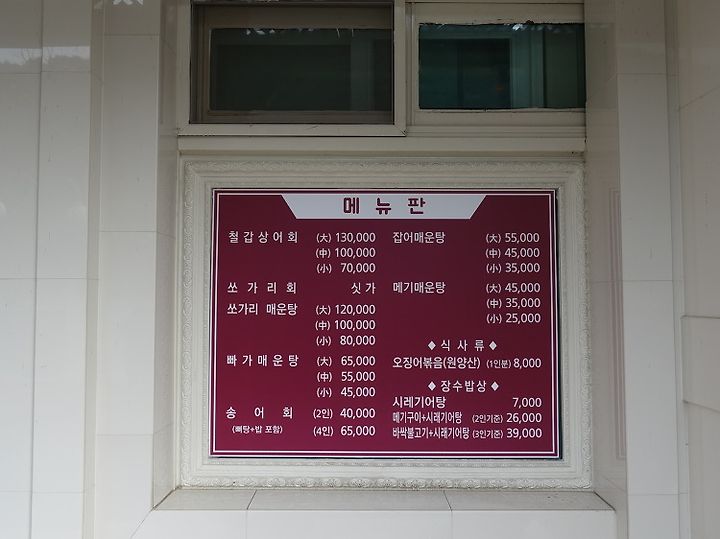 메뉴판
철갑상어회 (大) 130,000
(中) 100,000
(小) 70,000
쏘가리회 싯가
쏘가리 매운탕 (大) 120,000
(中) 100,000
(小) 80,000
빠가매운탕 (大) 65,000
(中) 55,000
(小) 45,000
송어회 (2인) 40,000
(뼈탕+밥 포함) (4인) 65,000
잡어매운탕 (大) 55,000
(中) 45,000
(小) 35,000
메기매운탕 (大) 45,000
(中) 35,000
(小) 25,000
◆ 식사류 ◆
오징어볶음(원양산) (1인분) 8,000
◆ 장수밥상 ◆
시레기어탕 7,000
메기구이+시래기어탕 (2인기준) 26,000
바싹불고기+시래기어탕 (3인기준) 39,000